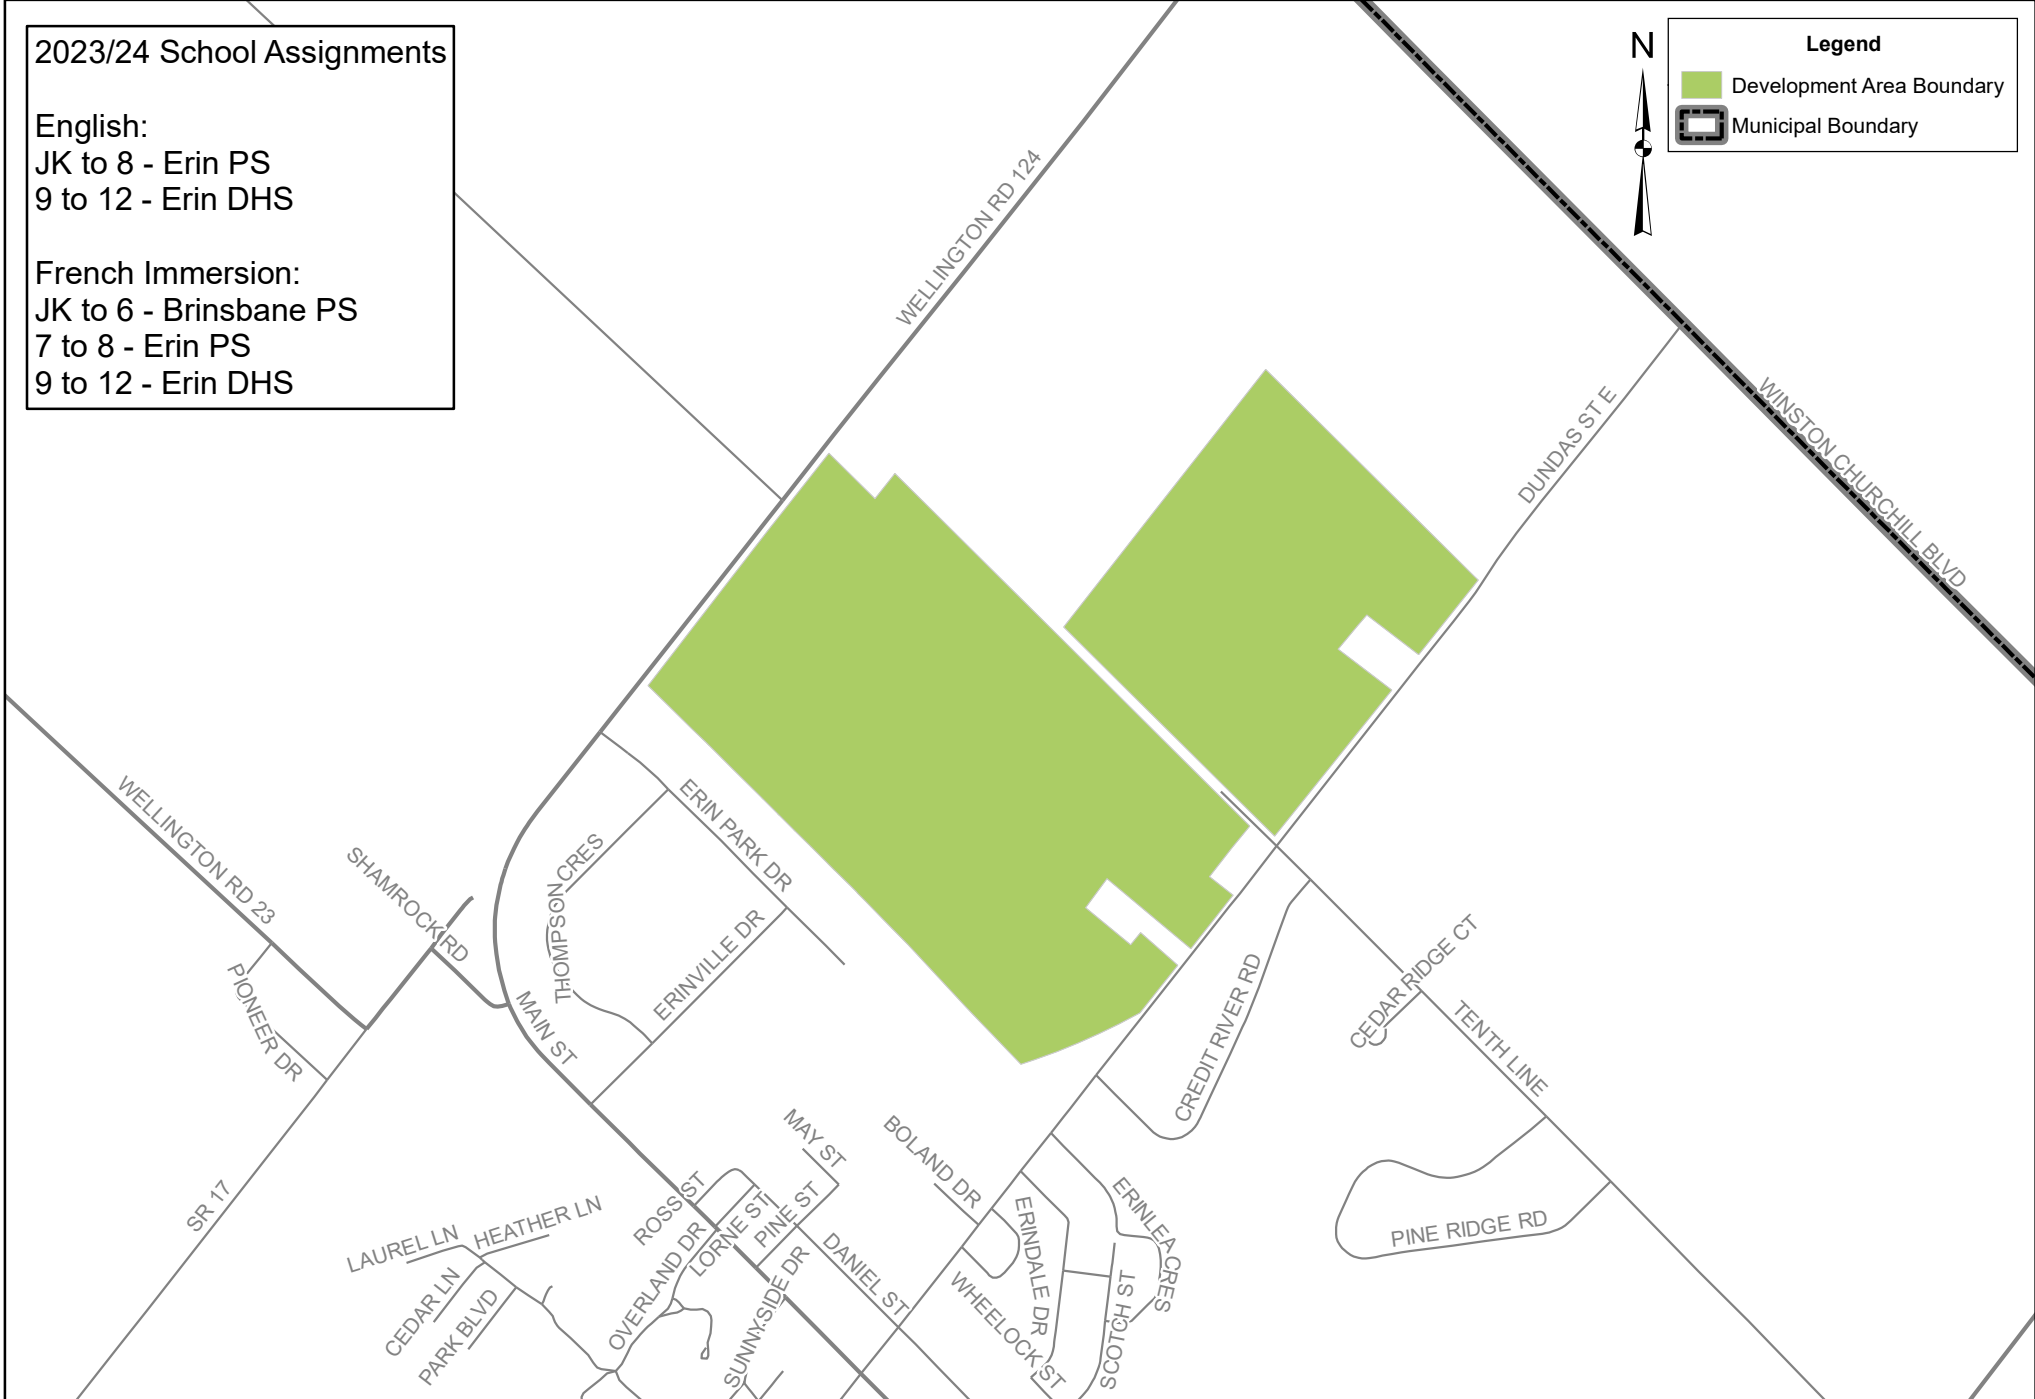 2023/24 School Assignments
English:
JK to 8 - Erin PS
9 to 12 - Erin DHS
French Immersion:
JK to 6 - Brinsbane PS
7 to 8 - Erin PS
9 to 12 - Erin DHS
N
Legend
Development Area Boundary
Municipal Boundary
WELLINGTON RD 124
DUNDAS ST E
WINSTON CHURCHILL BLVD
WELLINGTON RD 23
SHAMROCK RD
PIONEER DR
THOMPSON CRES
ERIN PARK DR
ERINVILLE DR
MAIN ST
CREDIT RIVER RD
CEDAR RIDGE CT
TENTH LINE
PINE RIDGE RD
SR 17
LAUREL LN
HEATHER LN
CEDAR LN
PARK BLVD
ROSS ST
OVERLAND DR
LORNE ST
PINE ST
MAY ST
SUNNYSIDE DR
DANIEL ST
BOLAND DR
WHEELOCK ST
ERINDALE DR
SCOTCH ST
ERINLEA CRES